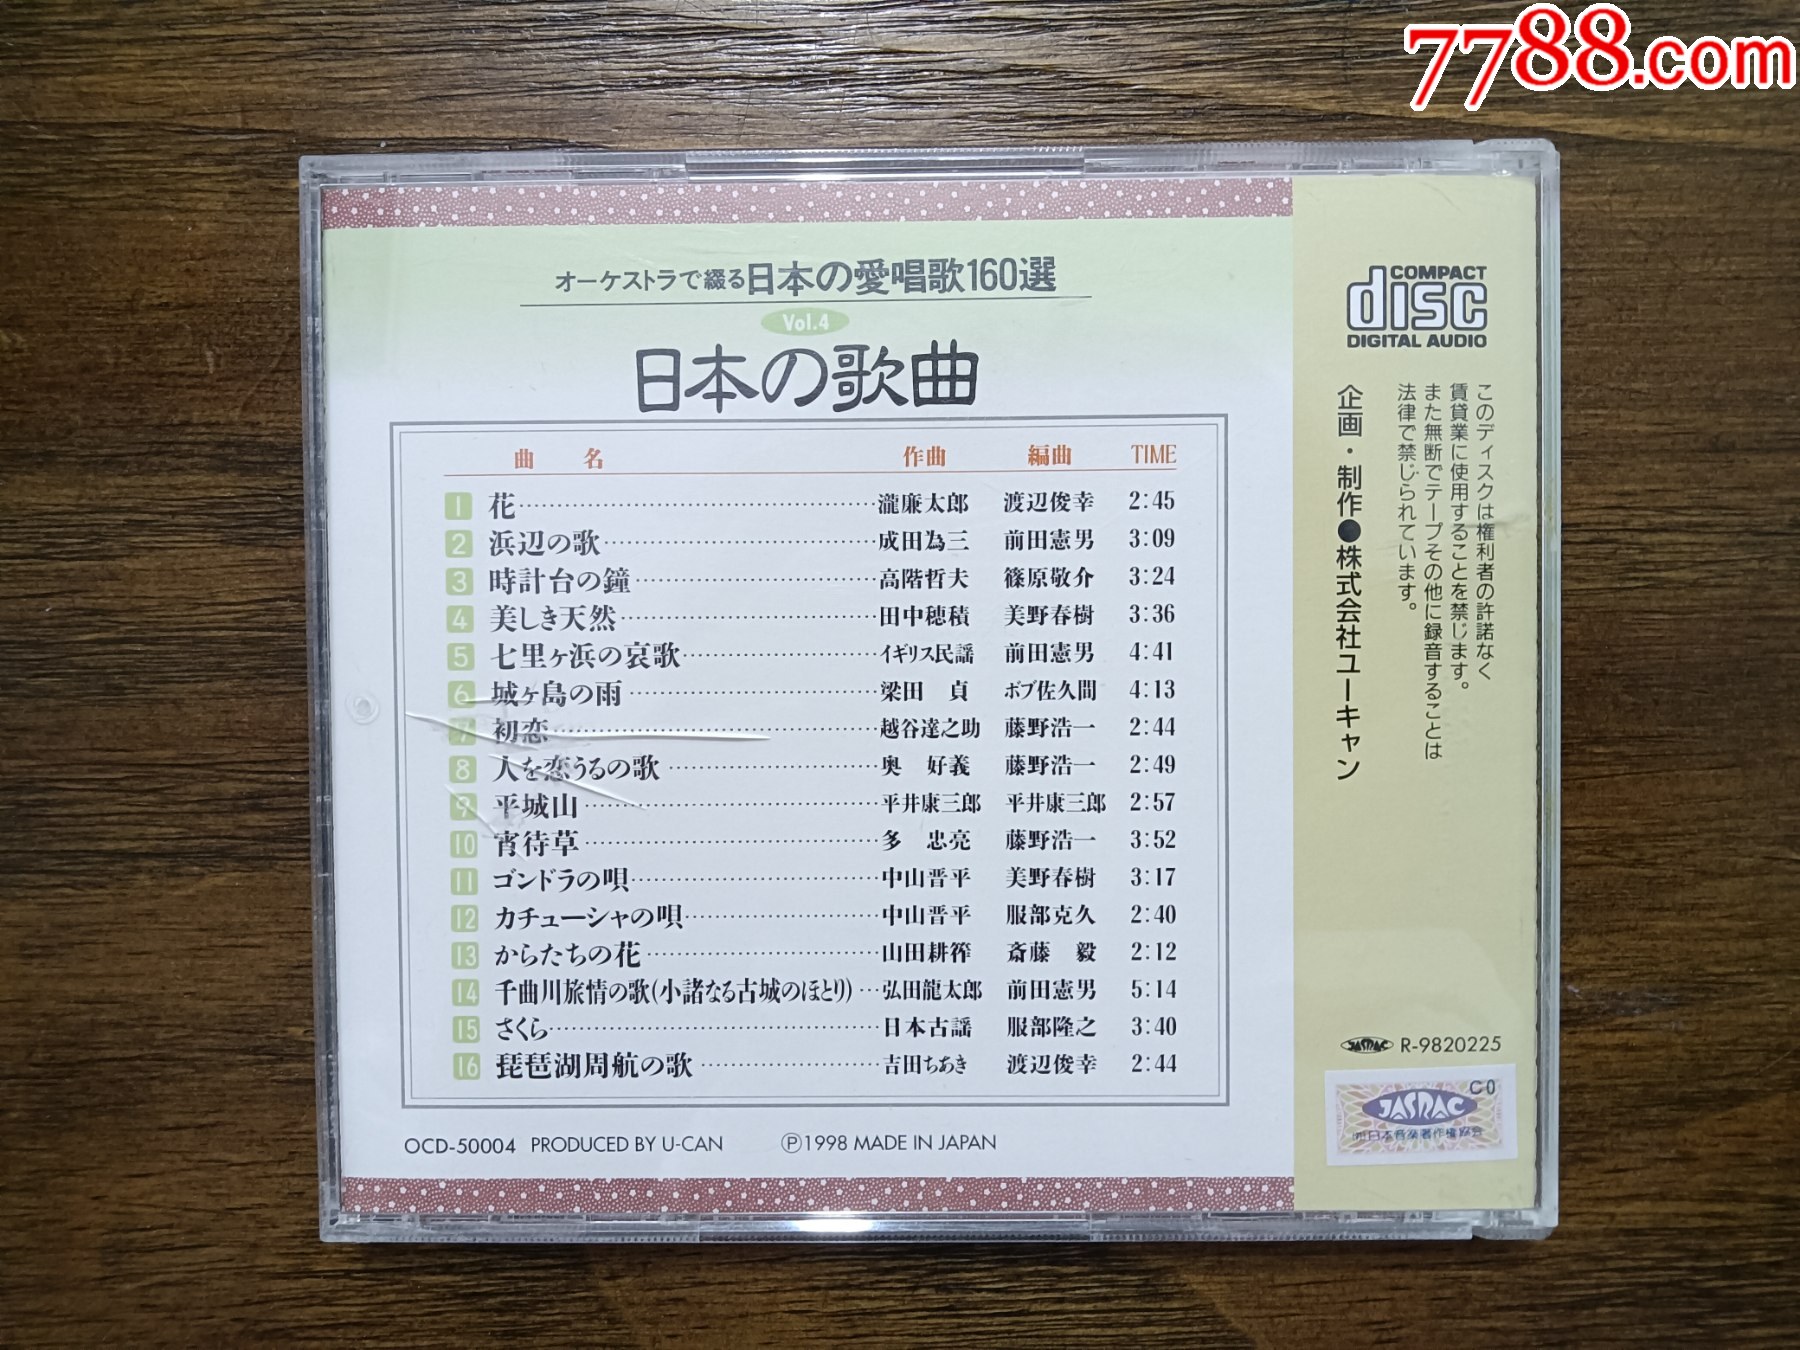 7788.com
オーケストラで綴る日本の愛唱歌160選
Vol.4
日本の歌曲
曲 名 作曲 編曲 TIME
1 花 瀧廉太郎 渡辺俊幸 2:45
2 浜辺の歌 成田為三 前田憲男 3:09
3 時計台の鐘 高階哲夫 篠原敬介 3:24
4 美しき天然 田中穂積 美野春樹 3:36
5 七里ヶ浜の哀歌 イギリス民謡 前田憲男 4:41
6 城ヶ島の雨 梁田 貞 ボブ佐久間 4:13
7 初恋 越谷達之助 藤野浩一 2:44
8 人を恋うるの歌 奥 好義 藤野浩一 2:49
9 平城山 平井康三郎 平井康三郎 2:57
10 宵待草 多 忠亮 藤野浩一 3:52
11 ゴンドラの唄 中山晋平 美野春樹 3:17
12 カチューシャの唄 中山晋平 服部克久 2:40
13 からたちの花 山田耕筰 斎藤 毅 2:12
14 千曲川旅情の歌(小諸なる古城のほとり) 弘田龍太郎 前田憲男 5:14
15 さくら 日本古謡 服部隆之 3:40
16 琵琶湖周航の歌 吉田ちあき 渡辺俊幸 2:44
OCD-50004 PRODUCED BY U-CAN ℗1998 MADE IN JAPAN
COMPACT
disc
DIGITAL AUDIO
このディスクは権利者の許諾なく
賃貸業に使用することを禁じます。
また無断でテープその他に録音することは
法律で禁じられています。
企画・制作●株式会社ユーキャン
JASRAC R-9820225
C0
JASRAC
㈳日本音楽著作権協会